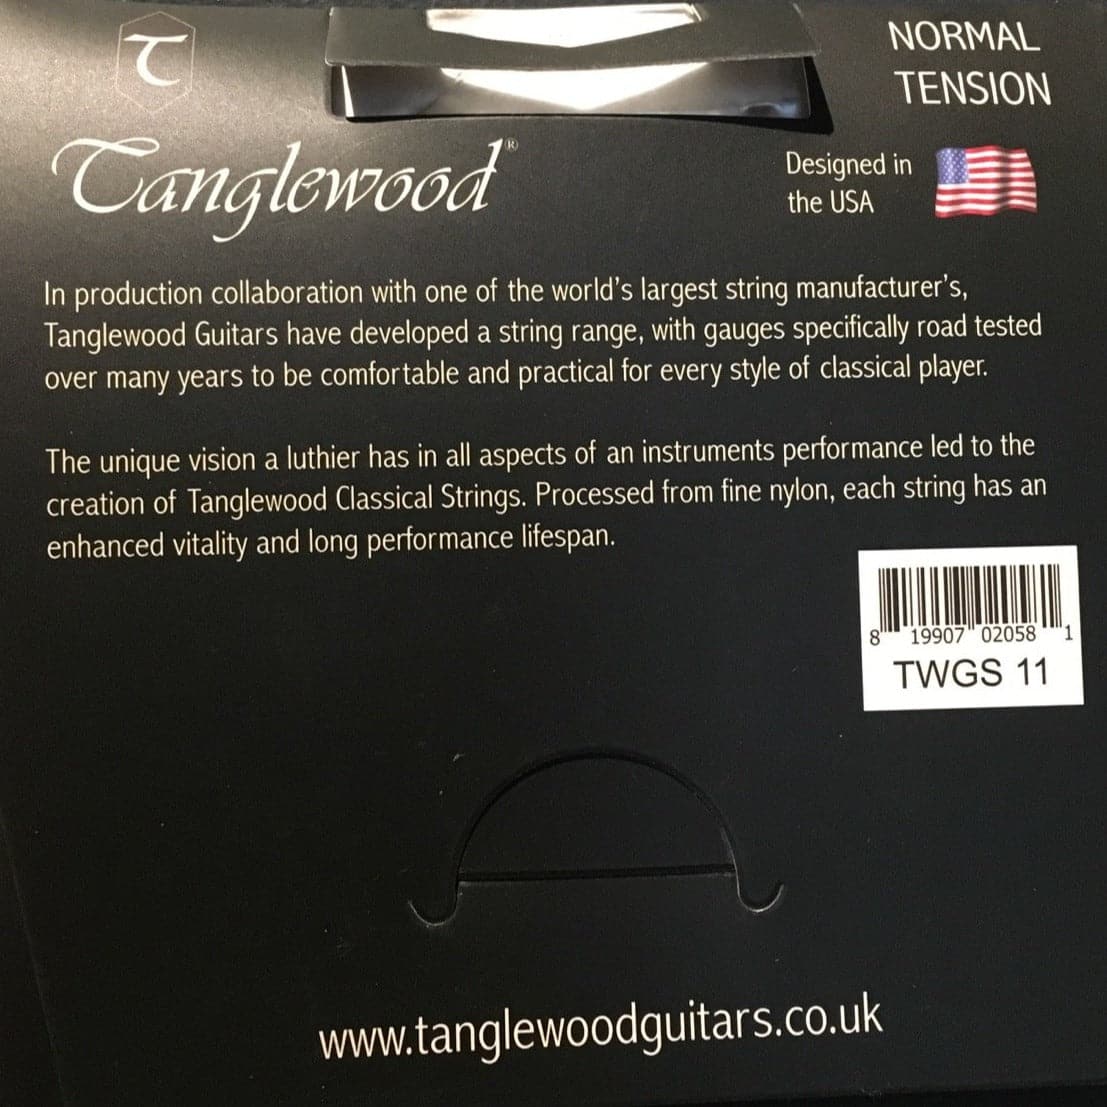 T
NORMAL
TENSION
Tanglewood®
Designed in
the USA
In production collaboration with one of the world's largest string manufacturer's,
Tanglewood Guitars have developed a string range, with gauges specifically road tested
over many years to be comfortable and practical for every style of classical player.
The unique vision a luthier has in all aspects of an instruments performance led to the
creation of Tanglewood Classical Strings. Processed from fine nylon, each string has an
enhanced vitality and long performance lifespan.
8 19907 02058 1
TWGS 11
www.tanglewoodguitars.co.uk